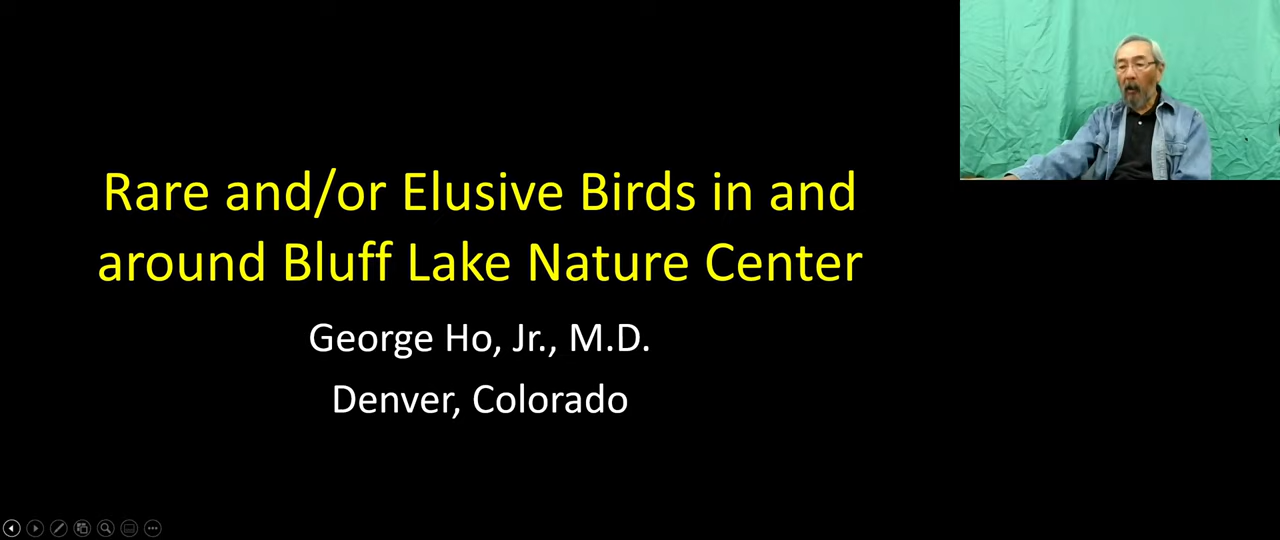 Rare and/or Elusive Birds in and
around Bluff Lake Nature Center
George Ho, Jr., M.D.
Denver, Colorado